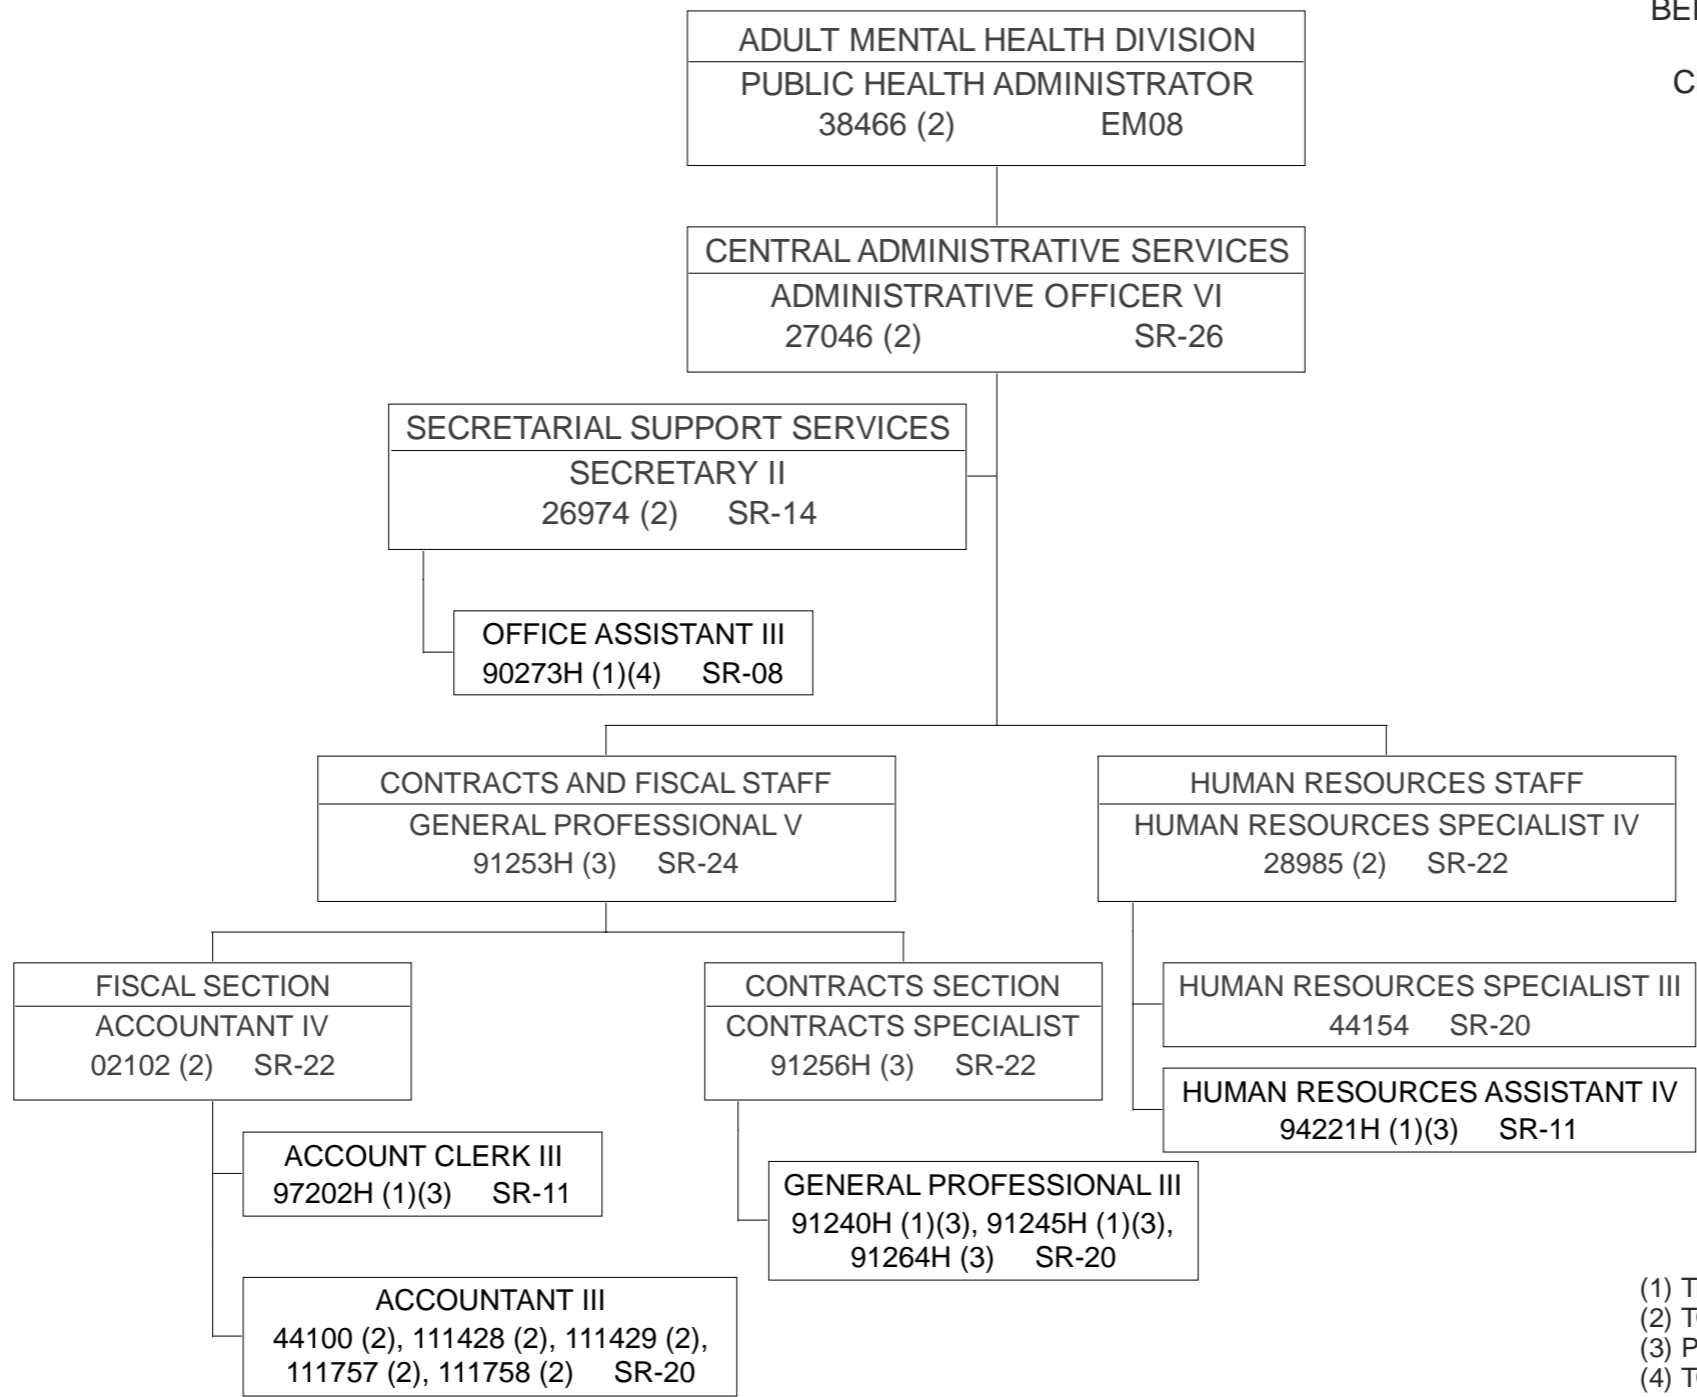 ADULT MENTAL HEALTH DIVISION
PUBLIC HEALTH ADMINISTRATOR
38466 (2) EM08
CENTRAL ADMINISTRATIVE SERVICES
ADMINISTRATIVE OFFICER VI
27046 (2) SR-26
SECRETARIAL SUPPORT SERVICES
SECRETARY II
26974 (2) SR-14
OFFICE ASSISTANT III
90273H (1)(4) SR-08
CONTRACTS AND FISCAL STAFF
GENERAL PROFESSIONAL V
91253H (3) SR-24
HUMAN RESOURCES STAFF
HUMAN RESOURCES SPECIALIST IV
28985 (2) SR-22
FISCAL SECTION
ACCOUNTANT IV
02102 (2) SR-22
CONTRACTS SECTION
CONTRACTS SPECIALIST
91256H (3) SR-22
HUMAN RESOURCES SPECIALIST III
44154 SR-20
HUMAN RESOURCES ASSISTANT IV
94221H (1)(3) SR-11
ACCOUNT CLERK III
97202H (1)(3) SR-11
GENERAL PROFESSIONAL III
91240H (1)(3), 91245H (1)(3),
91264H (3) SR-20
ACCOUNTANT III
44100 (2), 111428 (2), 111429 (2),
111757 (2), 111758 (2) SR-20
(1)
(2)
(3)
(4)